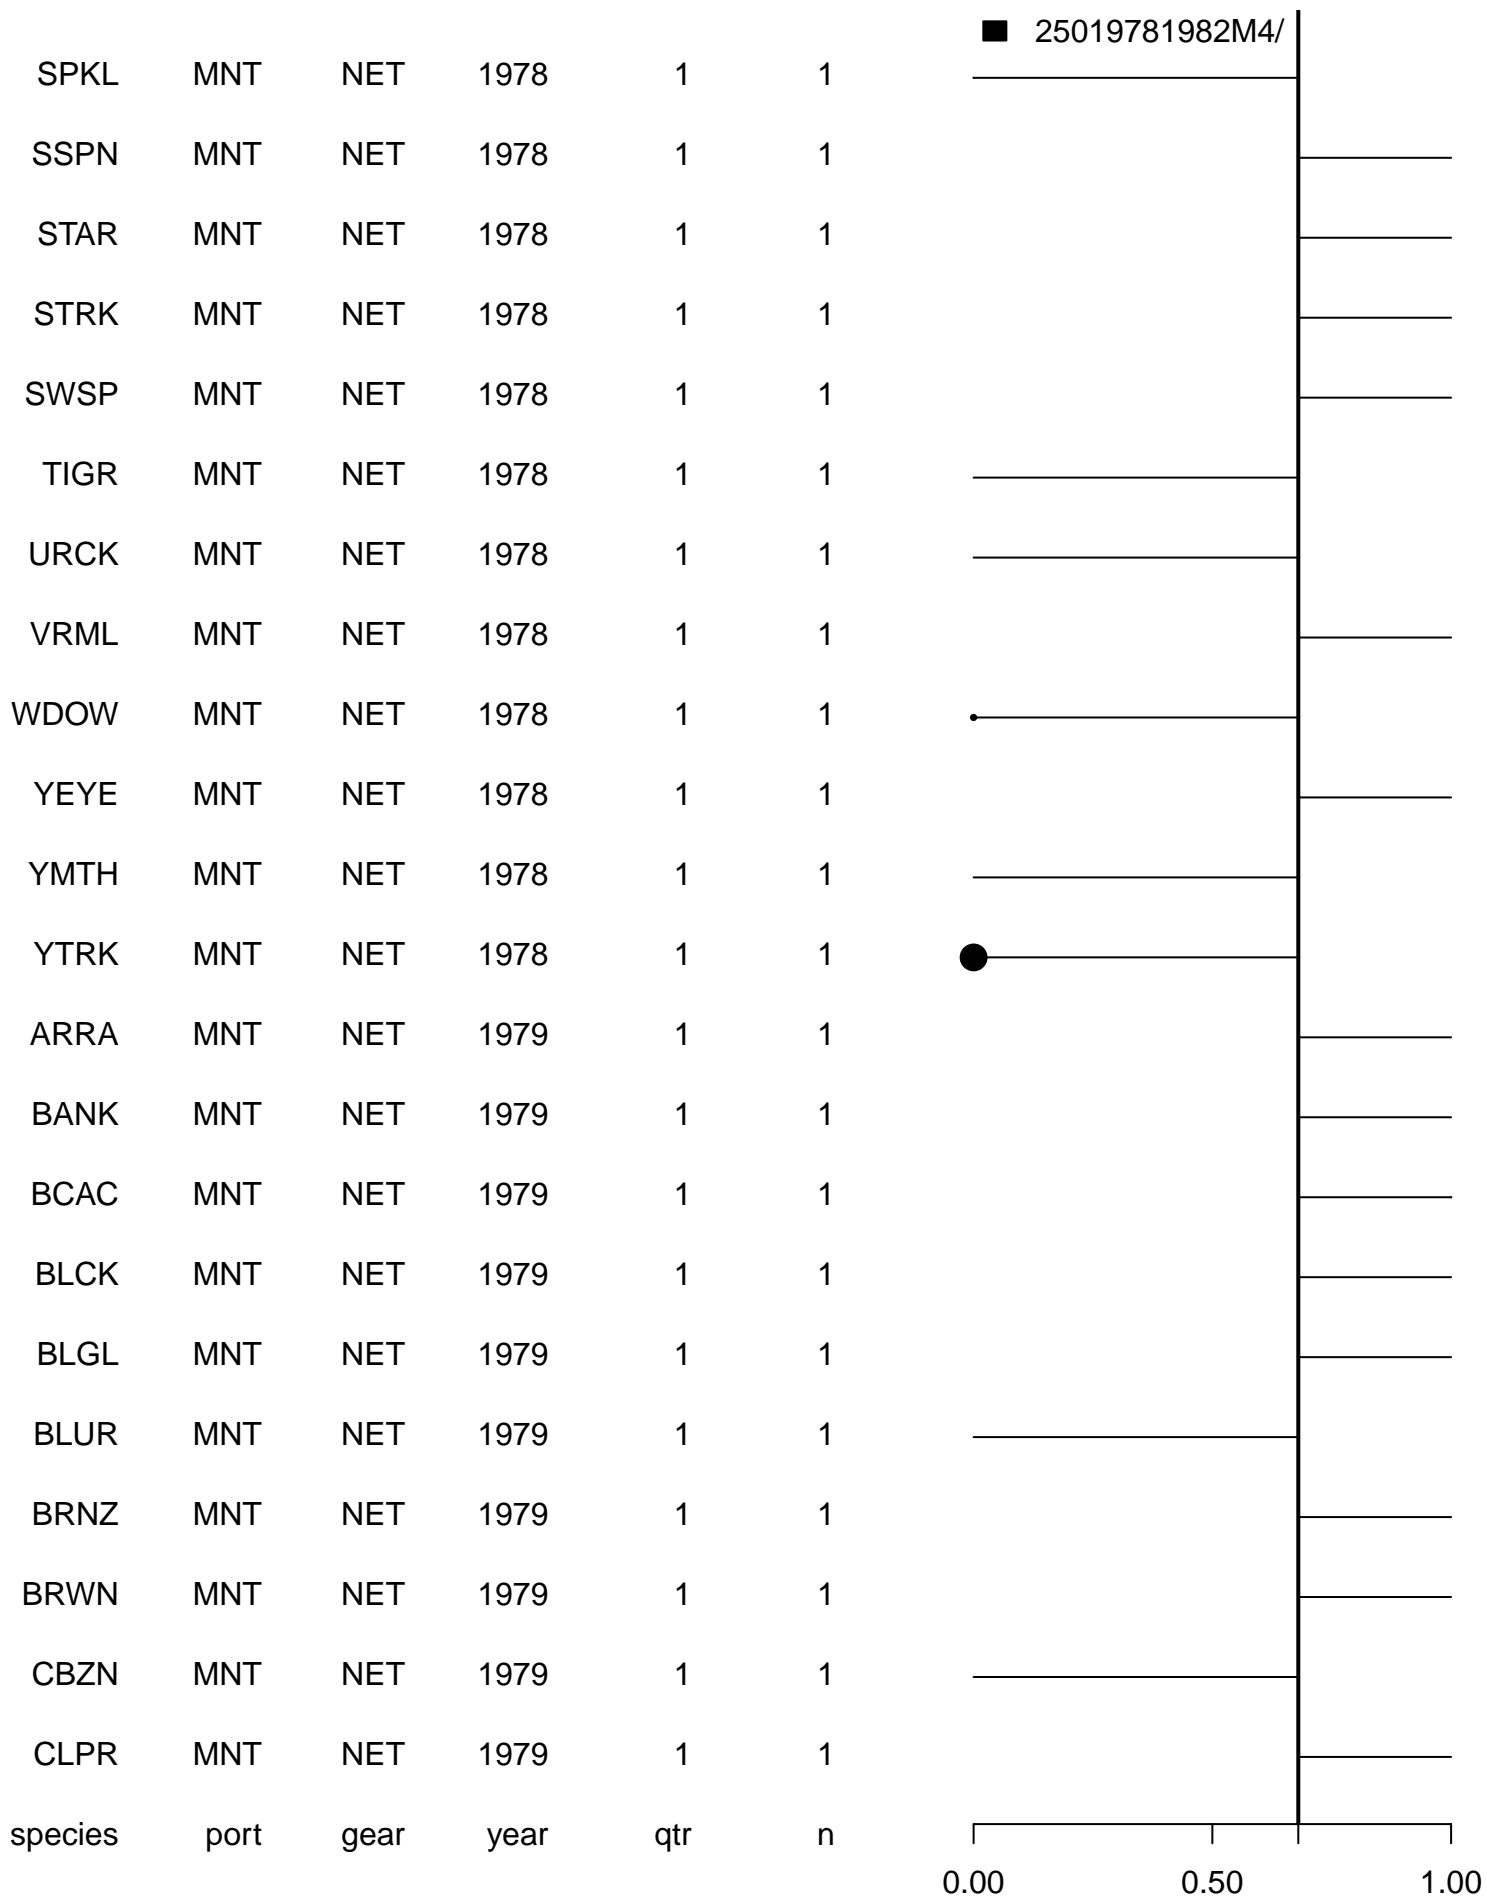 25019781982M4/
SPKL MNT NET 1978 1 1
SSPN MNT NET 1978 1 1
STAR MNT NET 1978 1 1
STRK MNT NET 1978 1 1
SWSP MNT NET 1978 1 1
TIGR MNT NET 1978 1 1
URCK MNT NET 1978 1 1
VRML MNT NET 1978 1 1
WDOW MNT NET 1978 1 1
YEYE MNT NET 1978 1 1
YMTH MNT NET 1978 1 1
YTRK MNT NET 1978 1 1
ARRA MNT NET 1979 1 1
BANK MNT NET 1979 1 1
BCAC MNT NET 1979 1 1
BLCK MNT NET 1979 1 1
BLGL MNT NET 1979 1 1
BLUR MNT NET 1979 1 1
BRNZ MNT NET 1979 1 1
BRWN MNT NET 1979 1 1
CBZN MNT NET 1979 1 1
CLPR MNT NET 1979 1 1
species port gear year qtr n
0.00 0.50 1.00